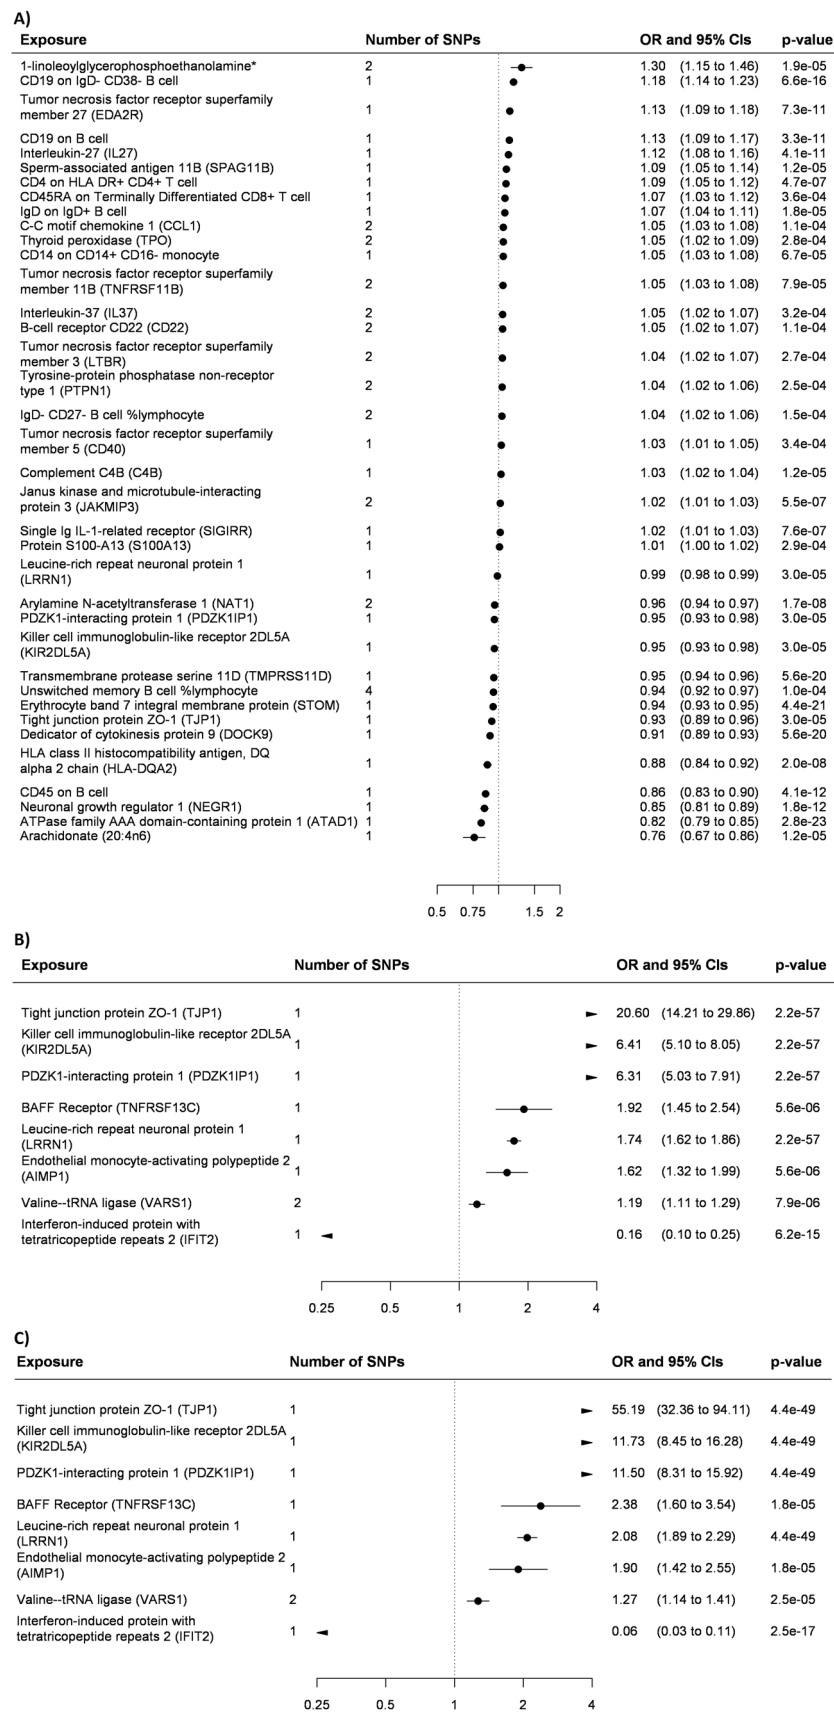 A)
Exposure Number of SNPs OR and 95% CIs p-value
1-linoleoylglycerophosphoethanolamine* 2 1.30 (1.15 to 1.46) 1.9e-05
CD19 on IgD- CD38- B cell 1 1.18 (1.14 to 1.23) 6.6e-16
Tumor necrosis factor receptor superfamily
member 27 (EDA2R) 1 1.13 (1.09 to 1.18) 7.3e-11
CD19 on B cell 1 1.13 (1.09 to 1.17) 3.3e-11
Interleukin-27 (IL27) 1 1.12 (1.08 to 1.16) 4.1e-11
Sperm-associated antigen 11B (SPAG11B) 1 1.09 (1.05 to 1.14) 1.2e-05
CD4 on HLA DR+ CD4+ T cell 1 1.09 (1.05 to 1.12) 4.7e-07
CD45RA on Terminally Differentiated CD8+ T cell 1 1.07 (1.03 to 1.12) 3.6e-04
IgD on IgD+ B cell 1 1.07 (1.04 to 1.11) 1.8e-05
C-C motif chemokine 1 (CCL1) 2 1.05 (1.03 to 1.08) 1.1e-04
Thyroid peroxidase (TPO) 2 1.05 (1.02 to 1.09) 2.8e-04
CD14 on CD14+ CD16- monocyte 1 1.05 (1.03 to 1.08) 6.7e-05
Tumor necrosis factor receptor superfamily
member 11B (TNFRSF11B) 2 1.05 (1.03 to 1.08) 7.9e-05
Interleukin-37 (IL37) 2 1.05 (1.02 to 1.07) 3.2e-04
B-cell receptor CD22 (CD22) 2 1.05 (1.02 to 1.07) 1.1e-04
Tumor necrosis factor receptor superfamily
member 3 (LTBR) 2 1.04 (1.02 to 1.07) 2.7e-04
Tyrosine-protein phosphatase non-receptor
type 1 (PTPN1) 2 1.04 (1.02 to 1.06) 2.5e-04
IgD- CD27- B cell %lymphocyte 2 1.04 (1.02 to 1.06) 1.5e-04
Tumor necrosis factor receptor superfamily
member 5 (CD40) 1 1.03 (1.01 to 1.05) 3.4e-04
Complement C4B (C4B) 1 1.03 (1.02 to 1.04) 1.2e-05
Janus kinase and microtubule-interacting
protein 3 (JAKMIP3) 2 1.02 (1.01 to 1.03) 5.5e-07
Single Ig IL-1-related receptor (SIGIRR) 1 1.02 (1.01 to 1.03) 7.6e-07
Protein S100-A13 (S100A13) 1 1.01 (1.00 to 1.02) 2.9e-04
Leucine-rich repeat neuronal protein 1
(LRRN1) 1 0.99 (0.98 to 0.99) 3.0e-05
Arylamine N-acetyltransferase 1 (NAT1) 2 0.96 (0.94 to 0.97) 1.7e-08
PDZK1-interacting protein 1 (PDZK1IP1) 1 0.95 (0.93 to 0.98) 3.0e-05
Killer cell immunoglobulin-like receptor 2DL5A
(KIR2DL5A) 1 0.95 (0.93 to 0.98) 3.0e-05
Transmembrane protease serine 11D (TMPRSS11D) 1 0.95 (0.94 to 0.96) 5.6e-20
Unswitched memory B cell %lymphocyte 4 0.94 (0.92 to 0.97) 1.0e-04
Erythrocyte band 7 integral membrane protein (STOM) 1 0.94 (0.93 to 0.95) 4.4e-21
Tight junction protein ZO-1 (TJP1) 1 0.93 (0.89 to 0.96) 3.0e-05
Dedicator of cytokinesis protein 9 (DOCK9) 1 0.91 (0.89 to 0.93) 5.6e-20
HLA class II histocompatibility antigen, DQ
alpha 2 chain (HLA-DQA2) 1 0.88 (0.84 to 0.92) 2.0e-08
CD45 on B cell 1 0.86 (0.83 to 0.90) 4.1e-12
Neuronal growth regulator 1 (NEGR1) 1 0.85 (0.81 to 0.89) 1.8e-12
ATPase family AAA domain-containing protein 1 (ATAD1) 1 0.82 (0.79 to 0.85) 2.8e-23
Arachidonate (20:4n6) 1 0.76 (0.67 to 0.86) 1.2e-05
0.5 0.75 1.5 2
B)
Exposure Number of SNPs OR and 95% CIs p-value
Tight junction protein ZO-1 (TJP1) 1 20.60 (14.21 to 29.86) 2.2e-57
Killer cell immunoglobulin-like receptor 2DL5A
(KIR2DL5A) 1 6.41 (5.10 to 8.05) 2.2e-57
PDZK1-interacting protein 1 (PDZK1IP1) 1 6.31 (5.03 to 7.91) 2.2e-57
BAFF Receptor (TNFRSF13C) 1 1.92 (1.45 to 2.54) 5.6e-06
Leucine-rich repeat neuronal protein 1
(LRRN1) 1 1.74 (1.62 to 1.86) 2.2e-57
Endothelial monocyte-activating polypeptide 2
(AIMP1) 1 1.62 (1.32 to 1.99) 5.6e-06
Valine--tRNA ligase (VARS1) 2 1.19 (1.11 to 1.29) 7.9e-06
Interferon-induced protein with
tetratricopeptide repeats 2 (IFIT2) 1 0.16 (0.10 to 0.25) 6.2e-15
0.25 0.5 1 2 4
C)
Exposure Number of SNPs OR and 95% CIs p-value
Tight junction protein ZO-1 (TJP1) 1 55.19 (32.36 to 94.11) 4.4e-49
Killer cell immunoglobulin-like receptor 2DL5A
(KIR2DL5A) 1 11.73 (8.45 to 16.28) 4.4e-49
PDZK1-interacting protein 1 (PDZK1IP1) 1 11.50 (8.31 to 15.92) 4.4e-49
BAFF Receptor (TNFRSF13C) 1 2.38 (1.60 to 3.54) 1.8e-05
Leucine-rich repeat neuronal protein 1
(LRRN1) 1 2.08 (1.89 to 2.29) 4.4e-49
Endothelial monocyte-activating polypeptide 2
(AIMP1) 1 1.90 (1.42 to 2.55) 1.8e-05
Valine--tRNA ligase (VARS1) 2 1.27 (1.14 to 1.41) 2.5e-05
Interferon-induced protein with
tetratricopeptide repeats 2 (IFIT2) 1 0.06 (0.03 to 0.11) 2.5e-17
0.25 0.5 1 2 4